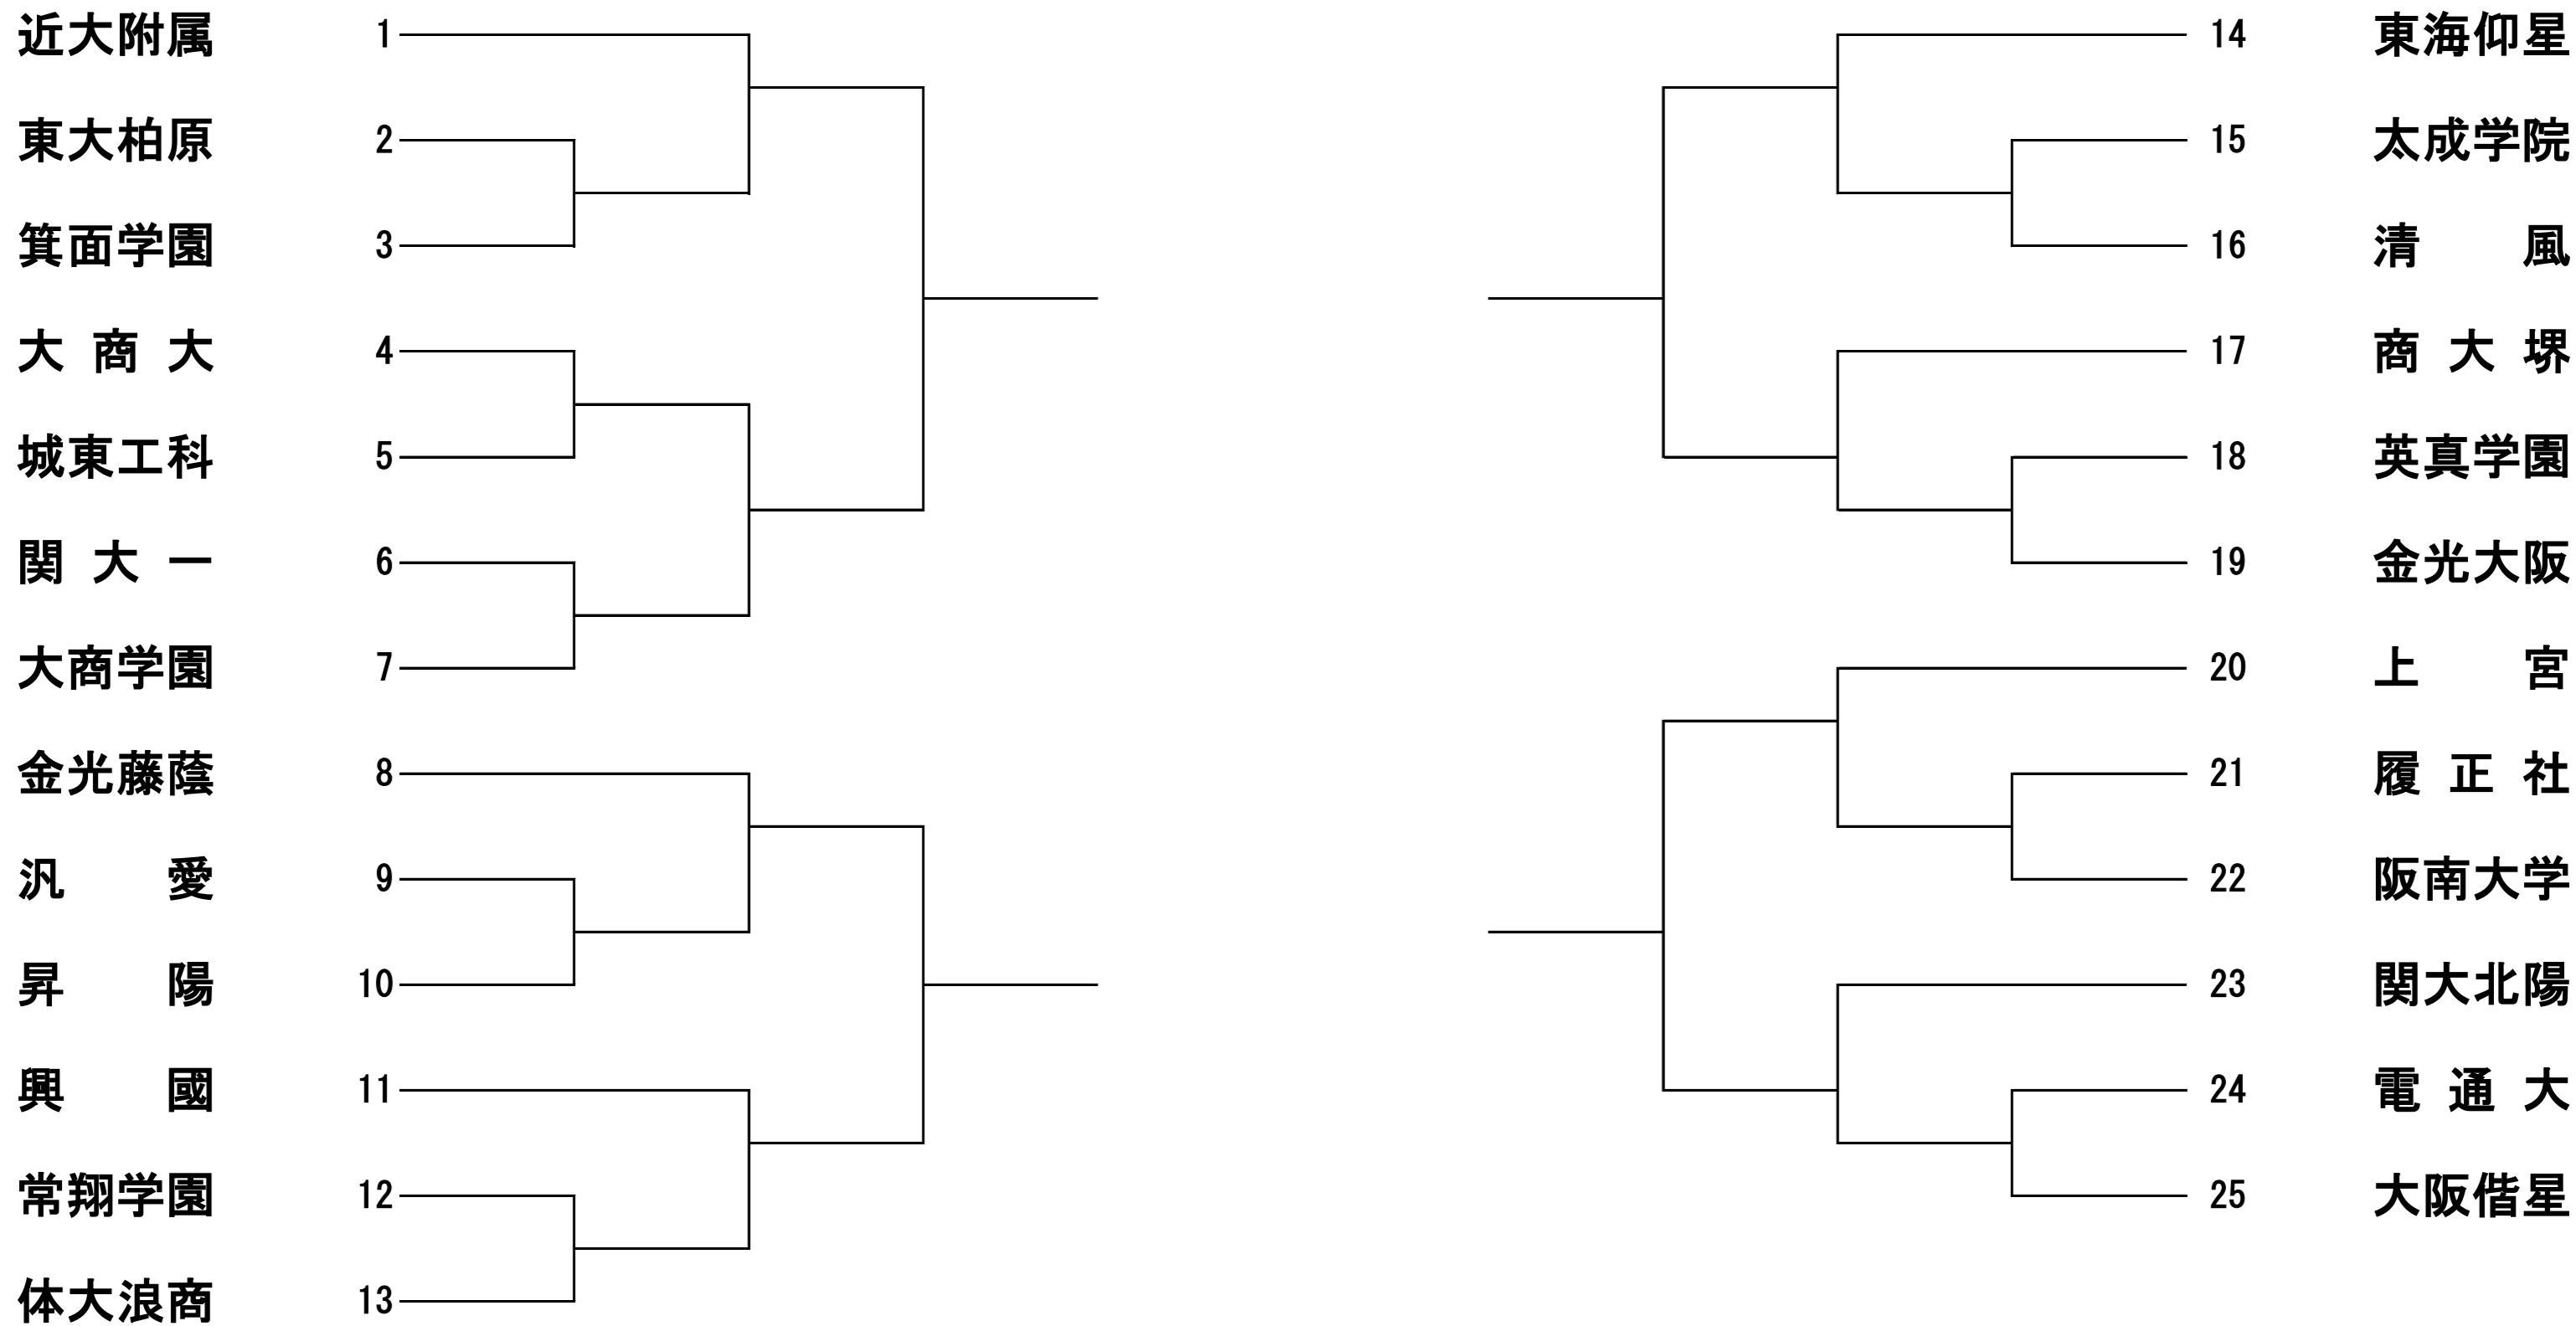 近大附属 1
東大柏原 2
箕面学園 3
大商大 4
城東工科 5
関大一 6
大商学園 7
金光藤蔭 8
汎愛 9
昇陽 10
興國 11
常翔学園 12
体大浪商 13
14 東海仰星
15 太成学院
16 清風
17 商大堺
18 英真学園
19 金光大阪
20 上宮
21 履正社
22 阪南大学
23 関大北陽
24 電通大
25 大阪偕星